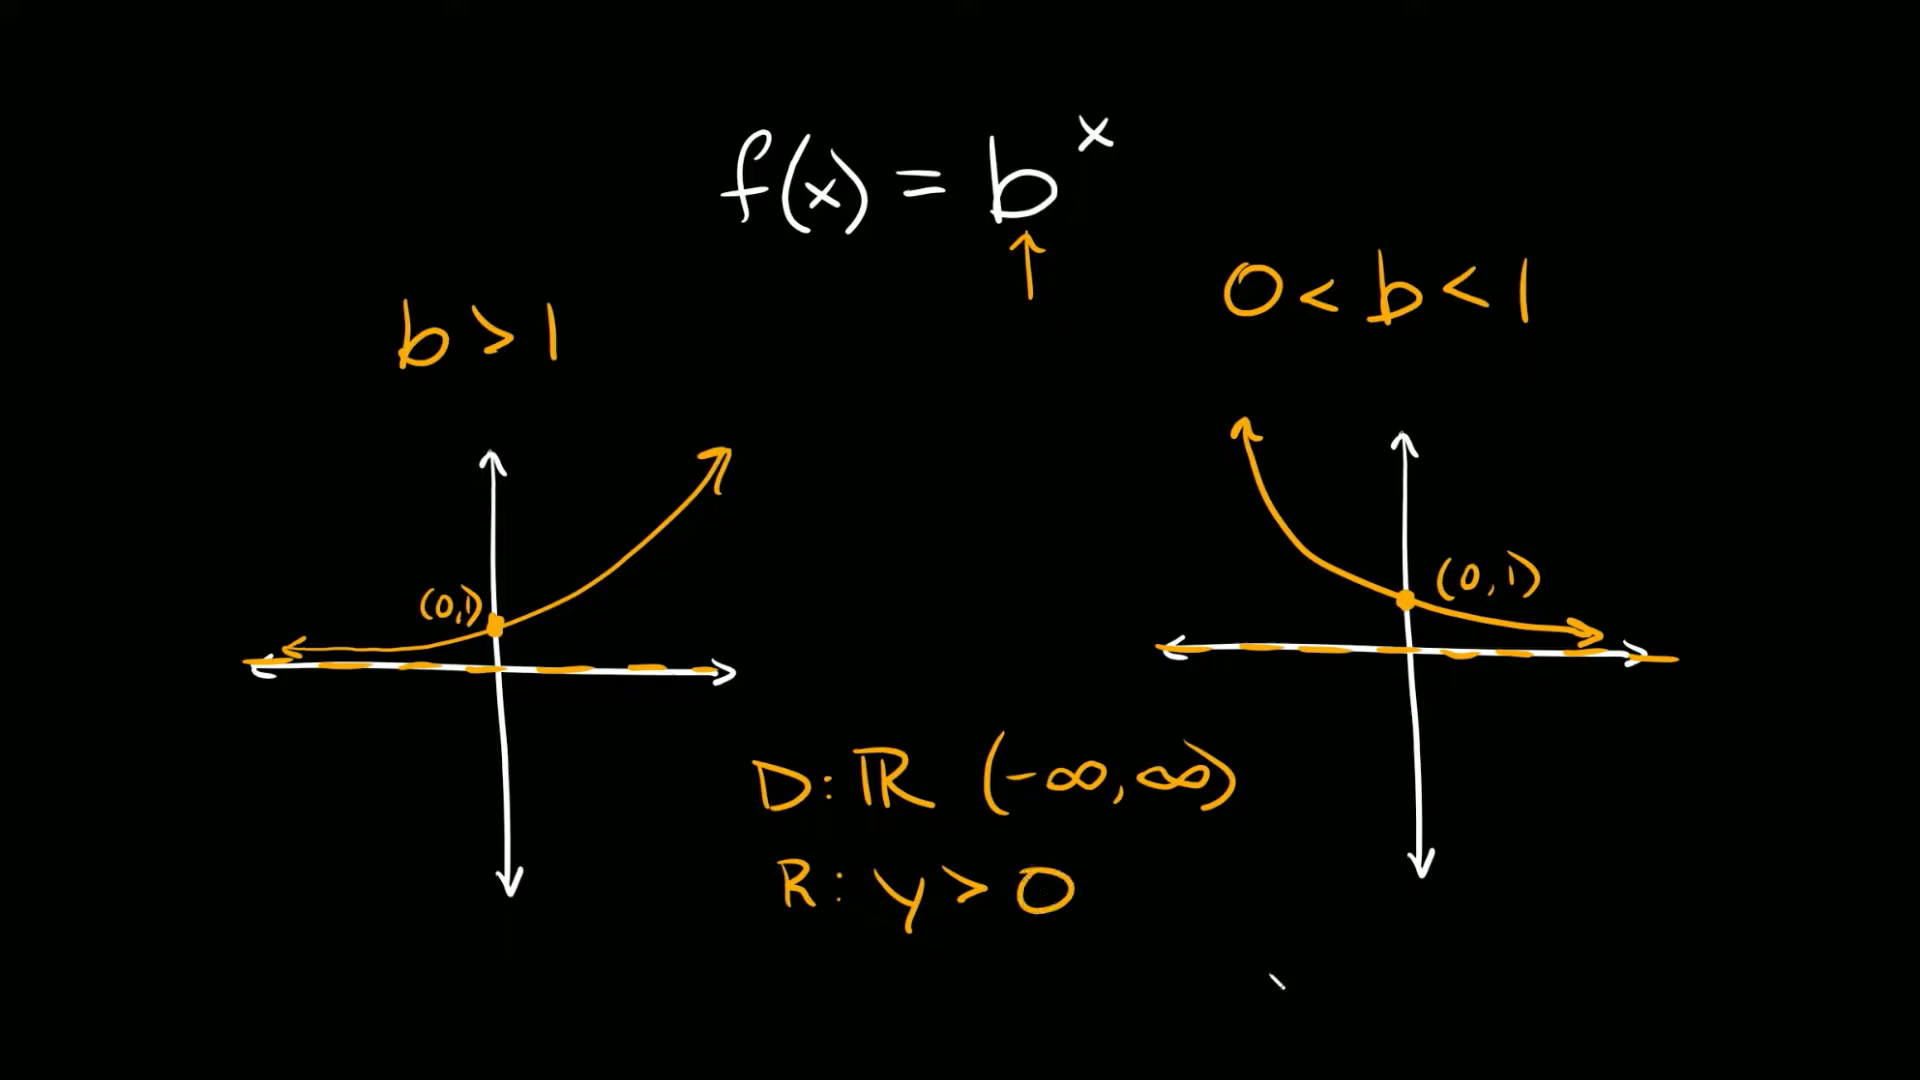 f(x) = b^x
b > 1
0 < b < 1
(0,1)
(0,1)
D: ℝ (-∞, ∞)
R: y > 0